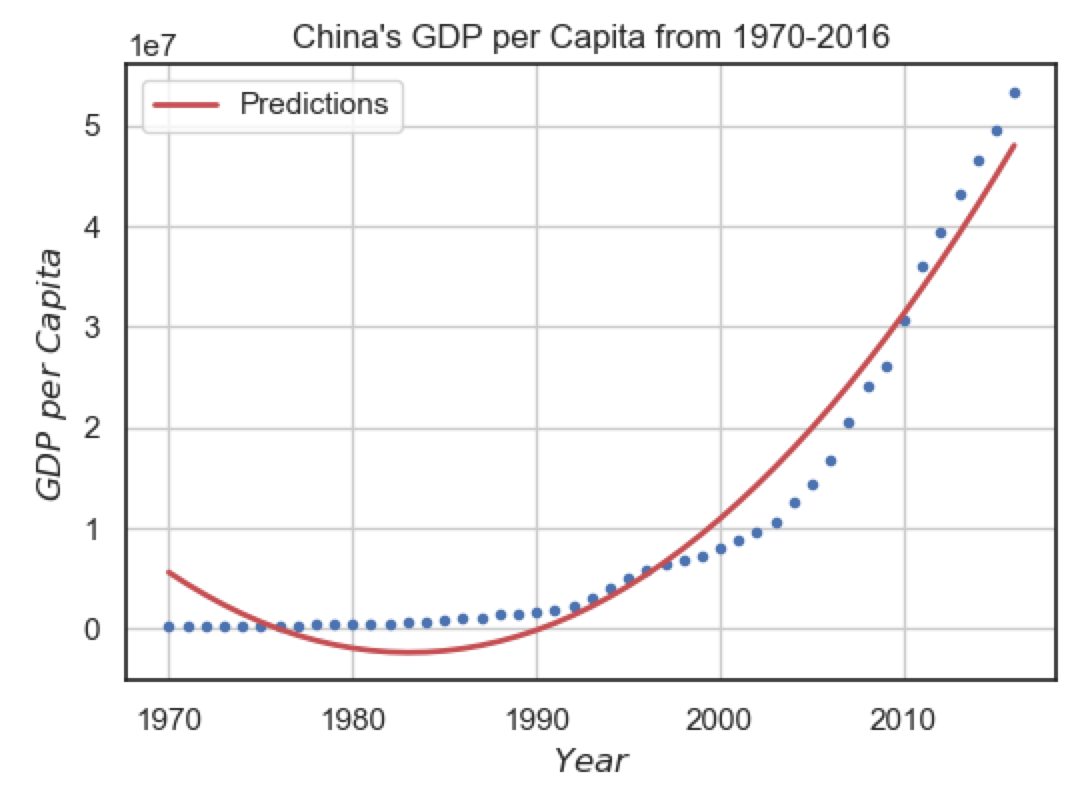 China's GDP per Capita from 1970-2016
1e7
Predictions
5
4
3
2
1
0
GDP per Capita
1970 1980 1990 2000 2010
Year